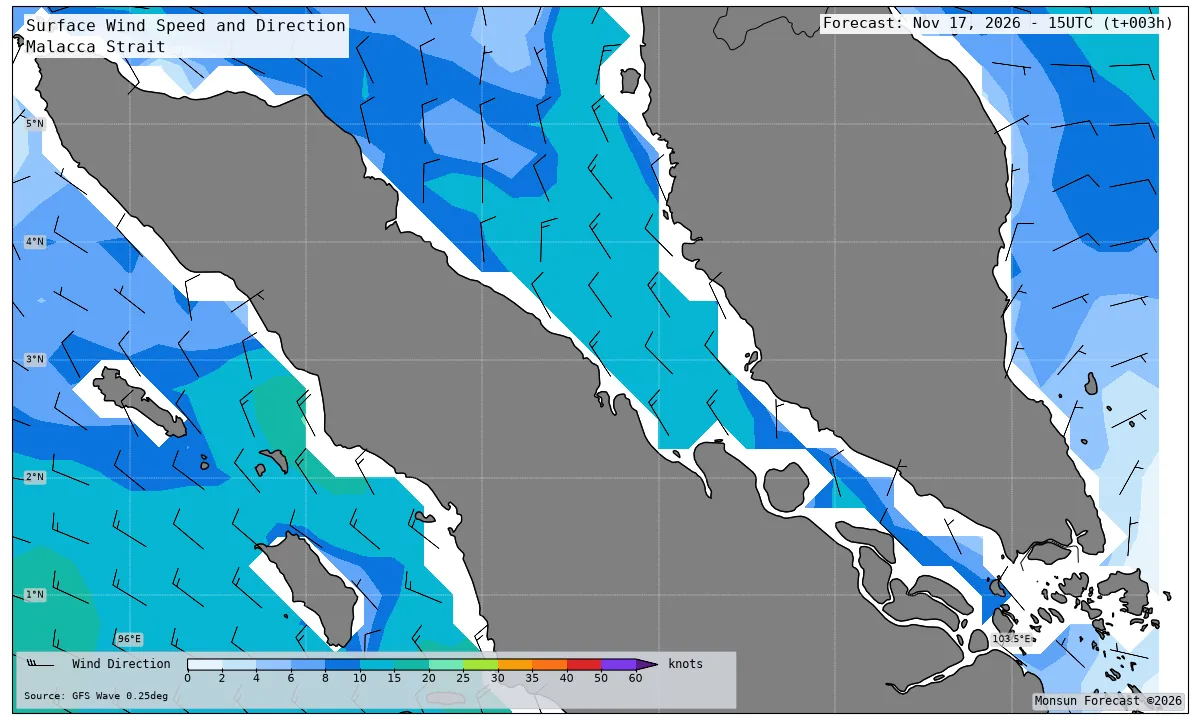 Surface Wind Speed and Direction
Malacca Strait
Forecast: Nov 17, 2026 - 15UTC (t+003h)
5°N
4°N
3°N
2°N
1°N
96°E
103.5°E
Wind Direction
knots
0 2 4 6 8 10 15 20 25 30 35 40 50 60
Source: GFS Wave 0.25deg
Monsun Forecast ©2026